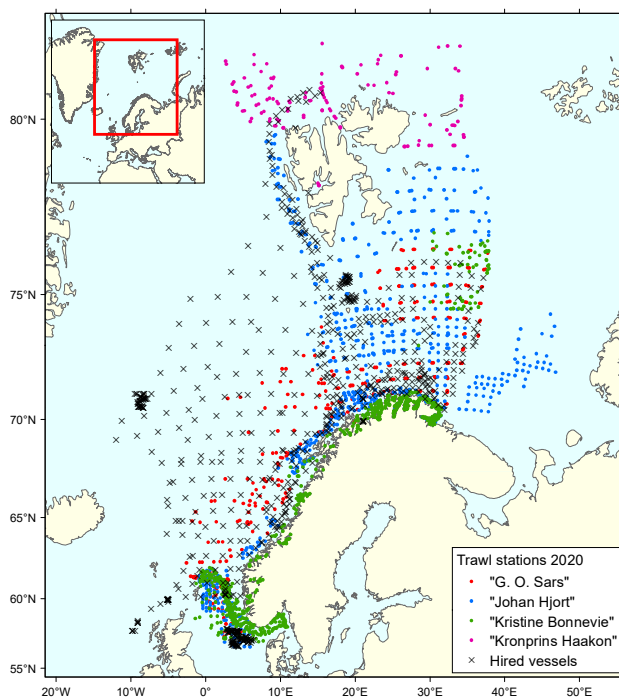 80°N
75°N
70°N
65°N
60°N
55°N
Trawl stations 2020
"G. O. Sars"
"Johan Hjort"
"Kristine Bonnevie"
"Kronprins Haakon"
Hired vessels
20°W
10°W
0°
10°E
20°E
30°E
40°E
50°E
60°E